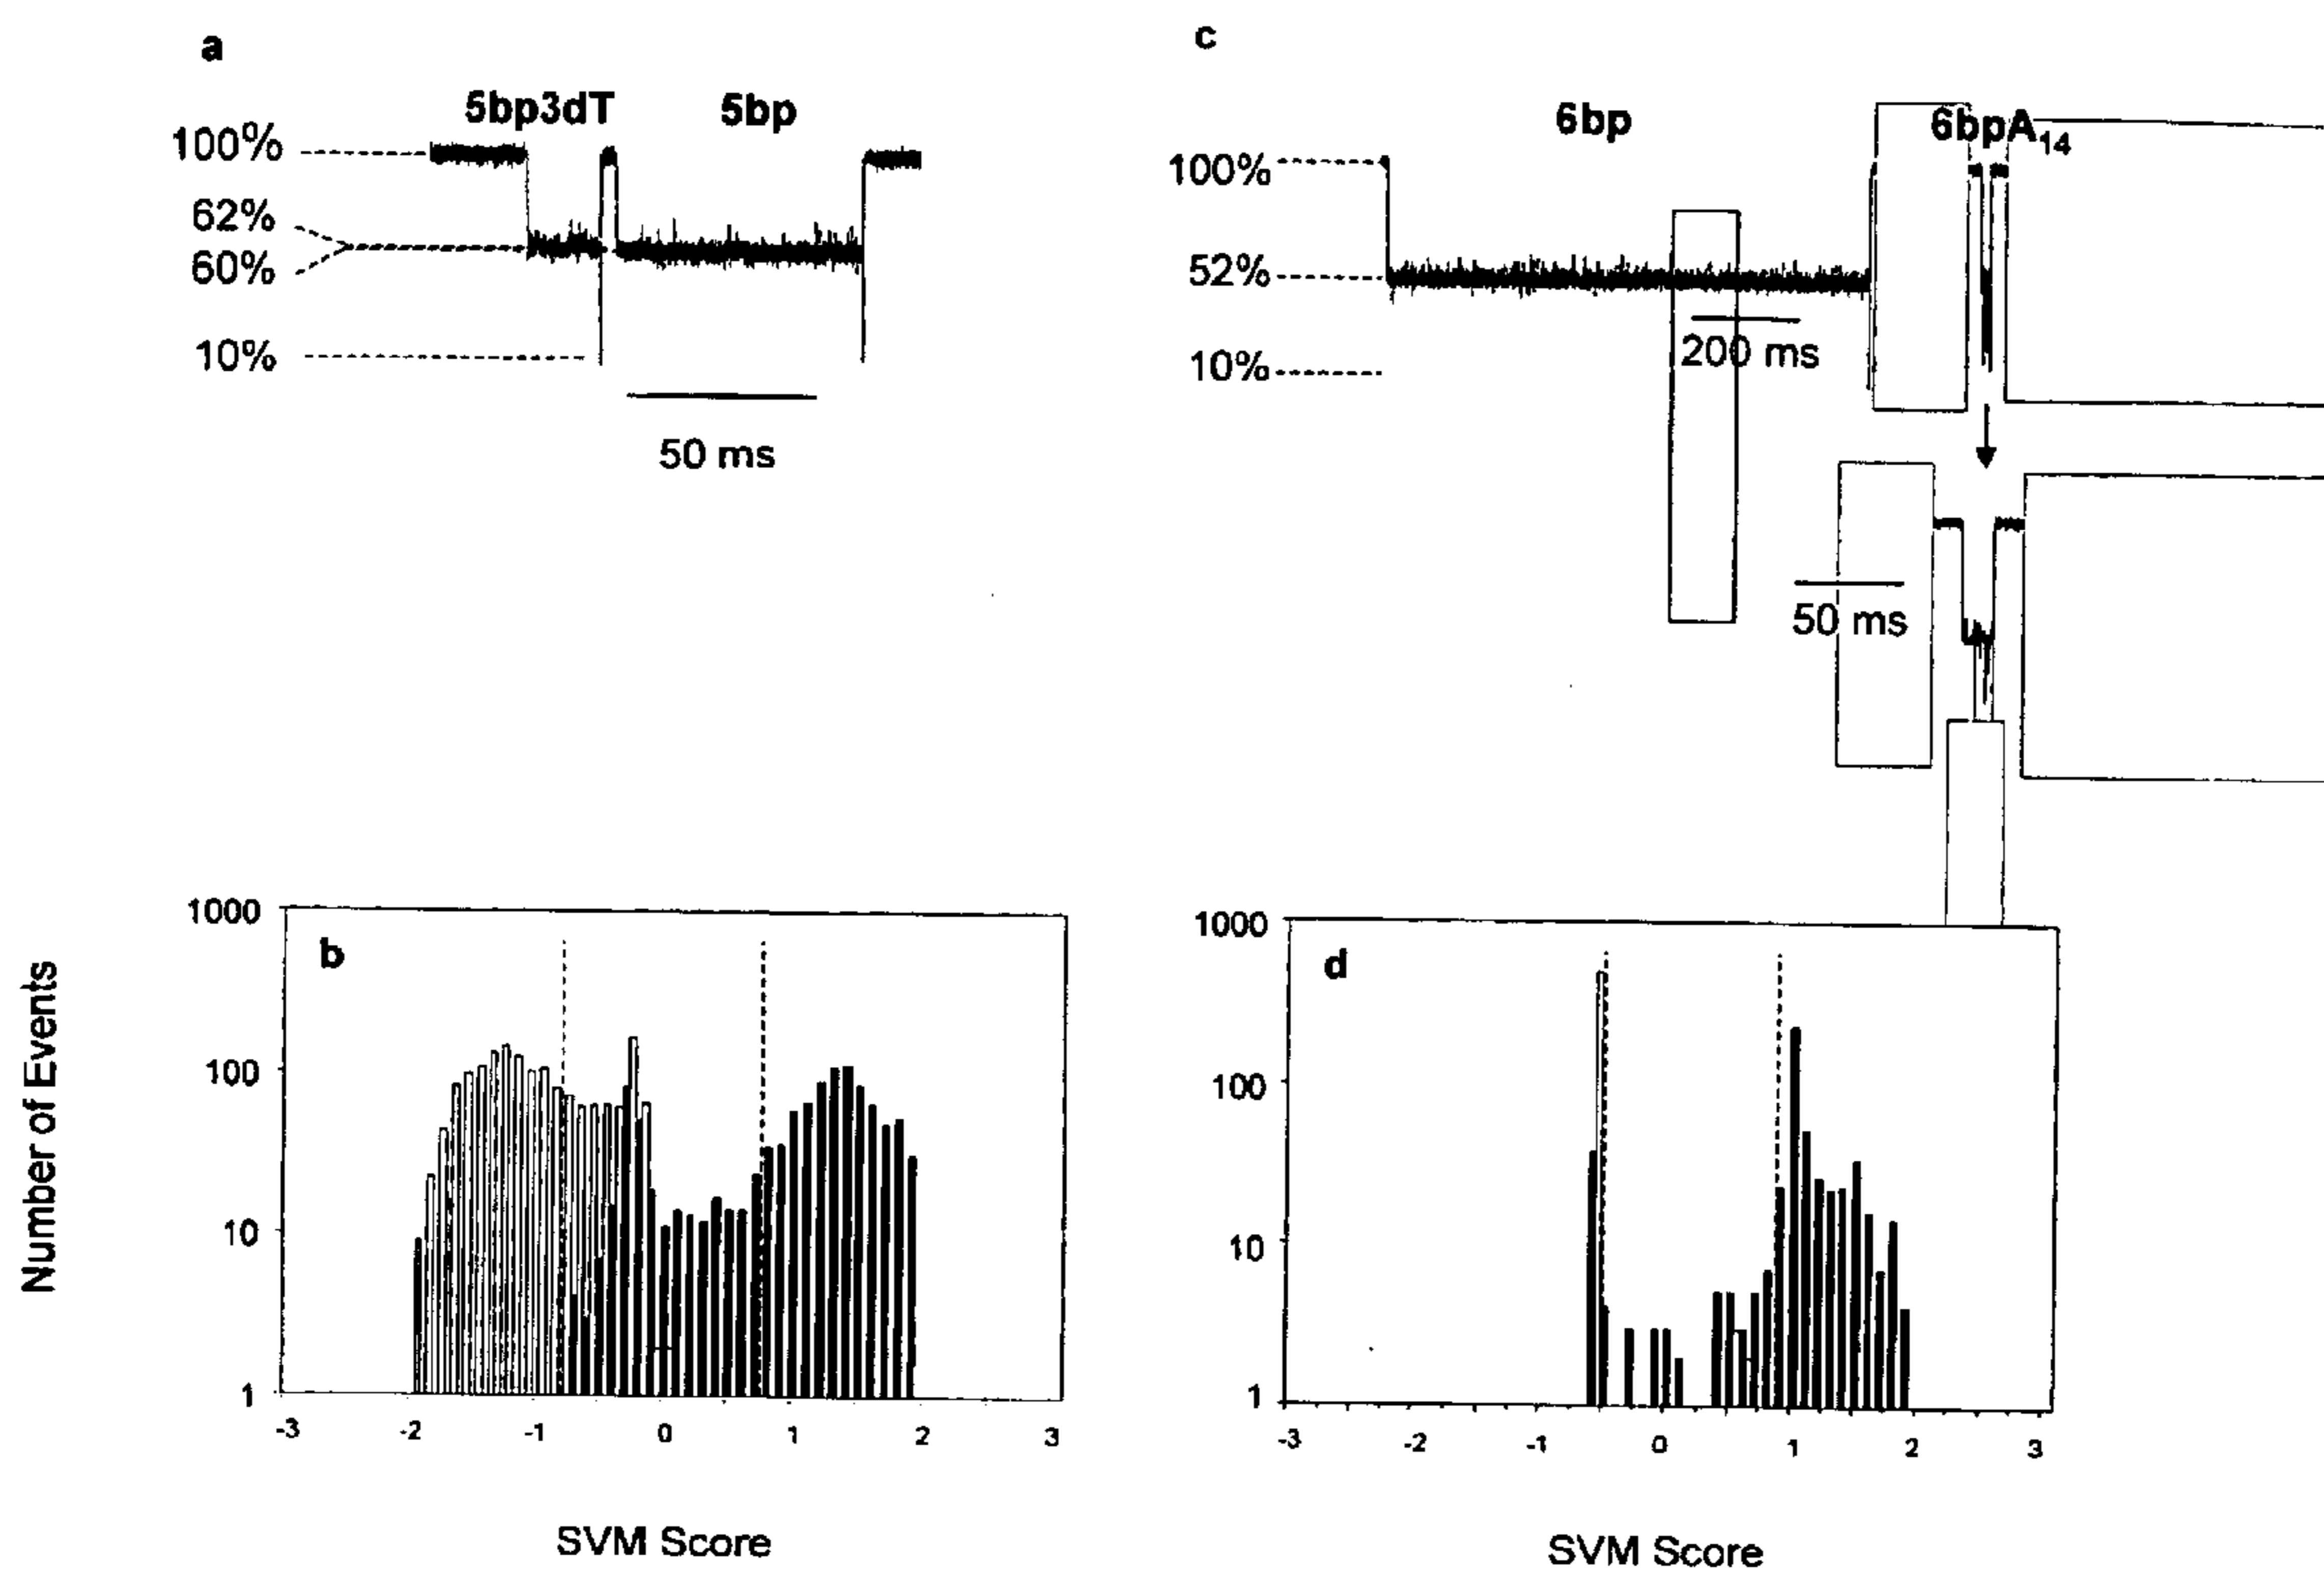 a
5bp3dT 5bp
100%
62%
60%
10%
50 ms
c
6bp 6bpA14
100%
52%
10%
200 ms
50 ms
Number of Events
b
1000
100
10
1
-3 -2 -1 0 1 2 3
SVM Score
d
1000
100
10
1
-3 -2 -1 0 1 2 3
SVM Score